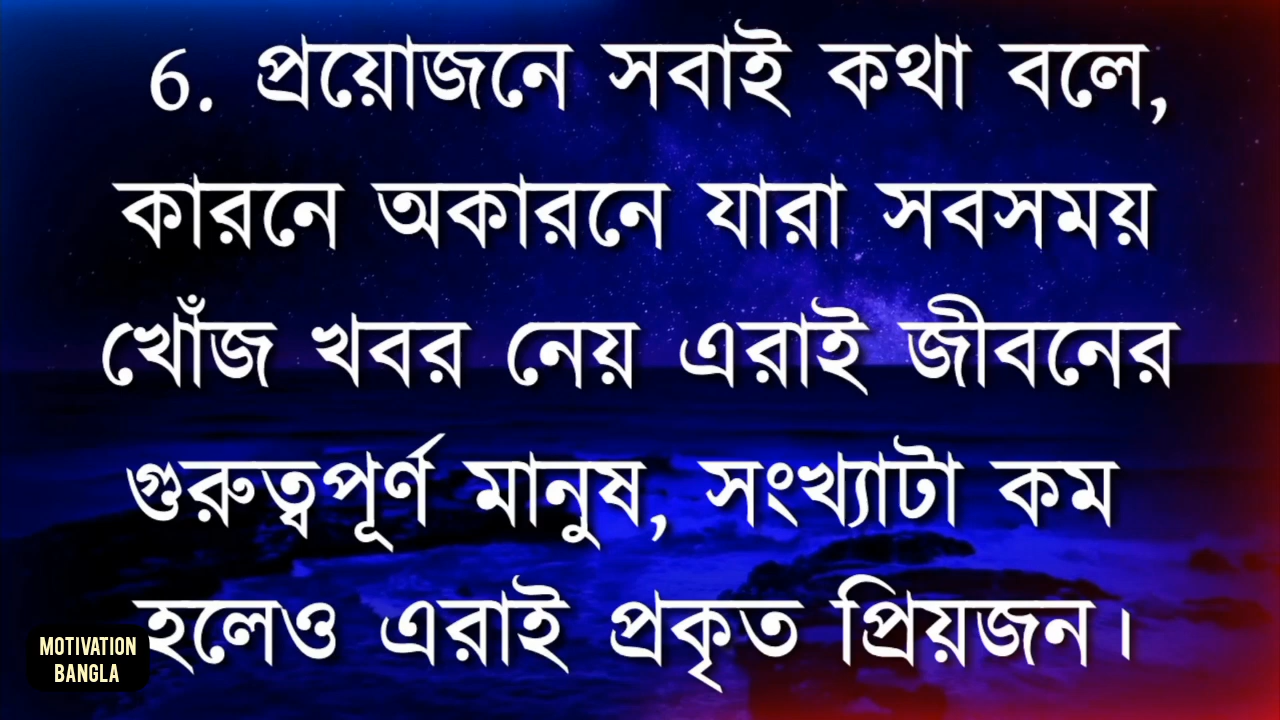 6. প্রয়োজনে সবাই কথা বলে,
কারনে অকারনে যারা সবসময়
খোঁজ খবর নেয় এরাই জীবনের
গুরুত্বপূর্ণ মানুষ, সংখ্যাটা কম
হলেও এরাই প্রকৃত প্রিয়জন।
MOTIVATION
BANGLA